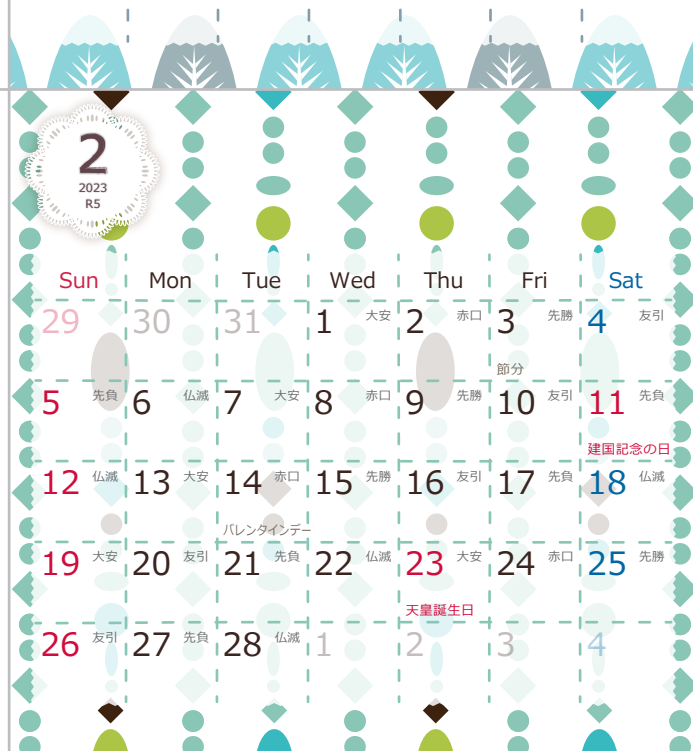 2
2023
R5
Sun Mon Tue Wed Thu Fri Sat
29 30 31 1 大安 2 赤口 3 先勝 4 友引
節分
5 先負 6 仏滅 7 大安 8 赤口 9 先勝 10 友引 11 先負
建国記念の日
12 仏滅 13 大安 14 赤口 15 先勝 16 友引 17 先負 18 仏滅
バレンタインデー
19 大安 20 友引 21 先負 22 仏滅 23 大安 24 赤口 25 先勝
天皇誕生日
26 友引 27 先負 28 仏滅 1 2 3 4